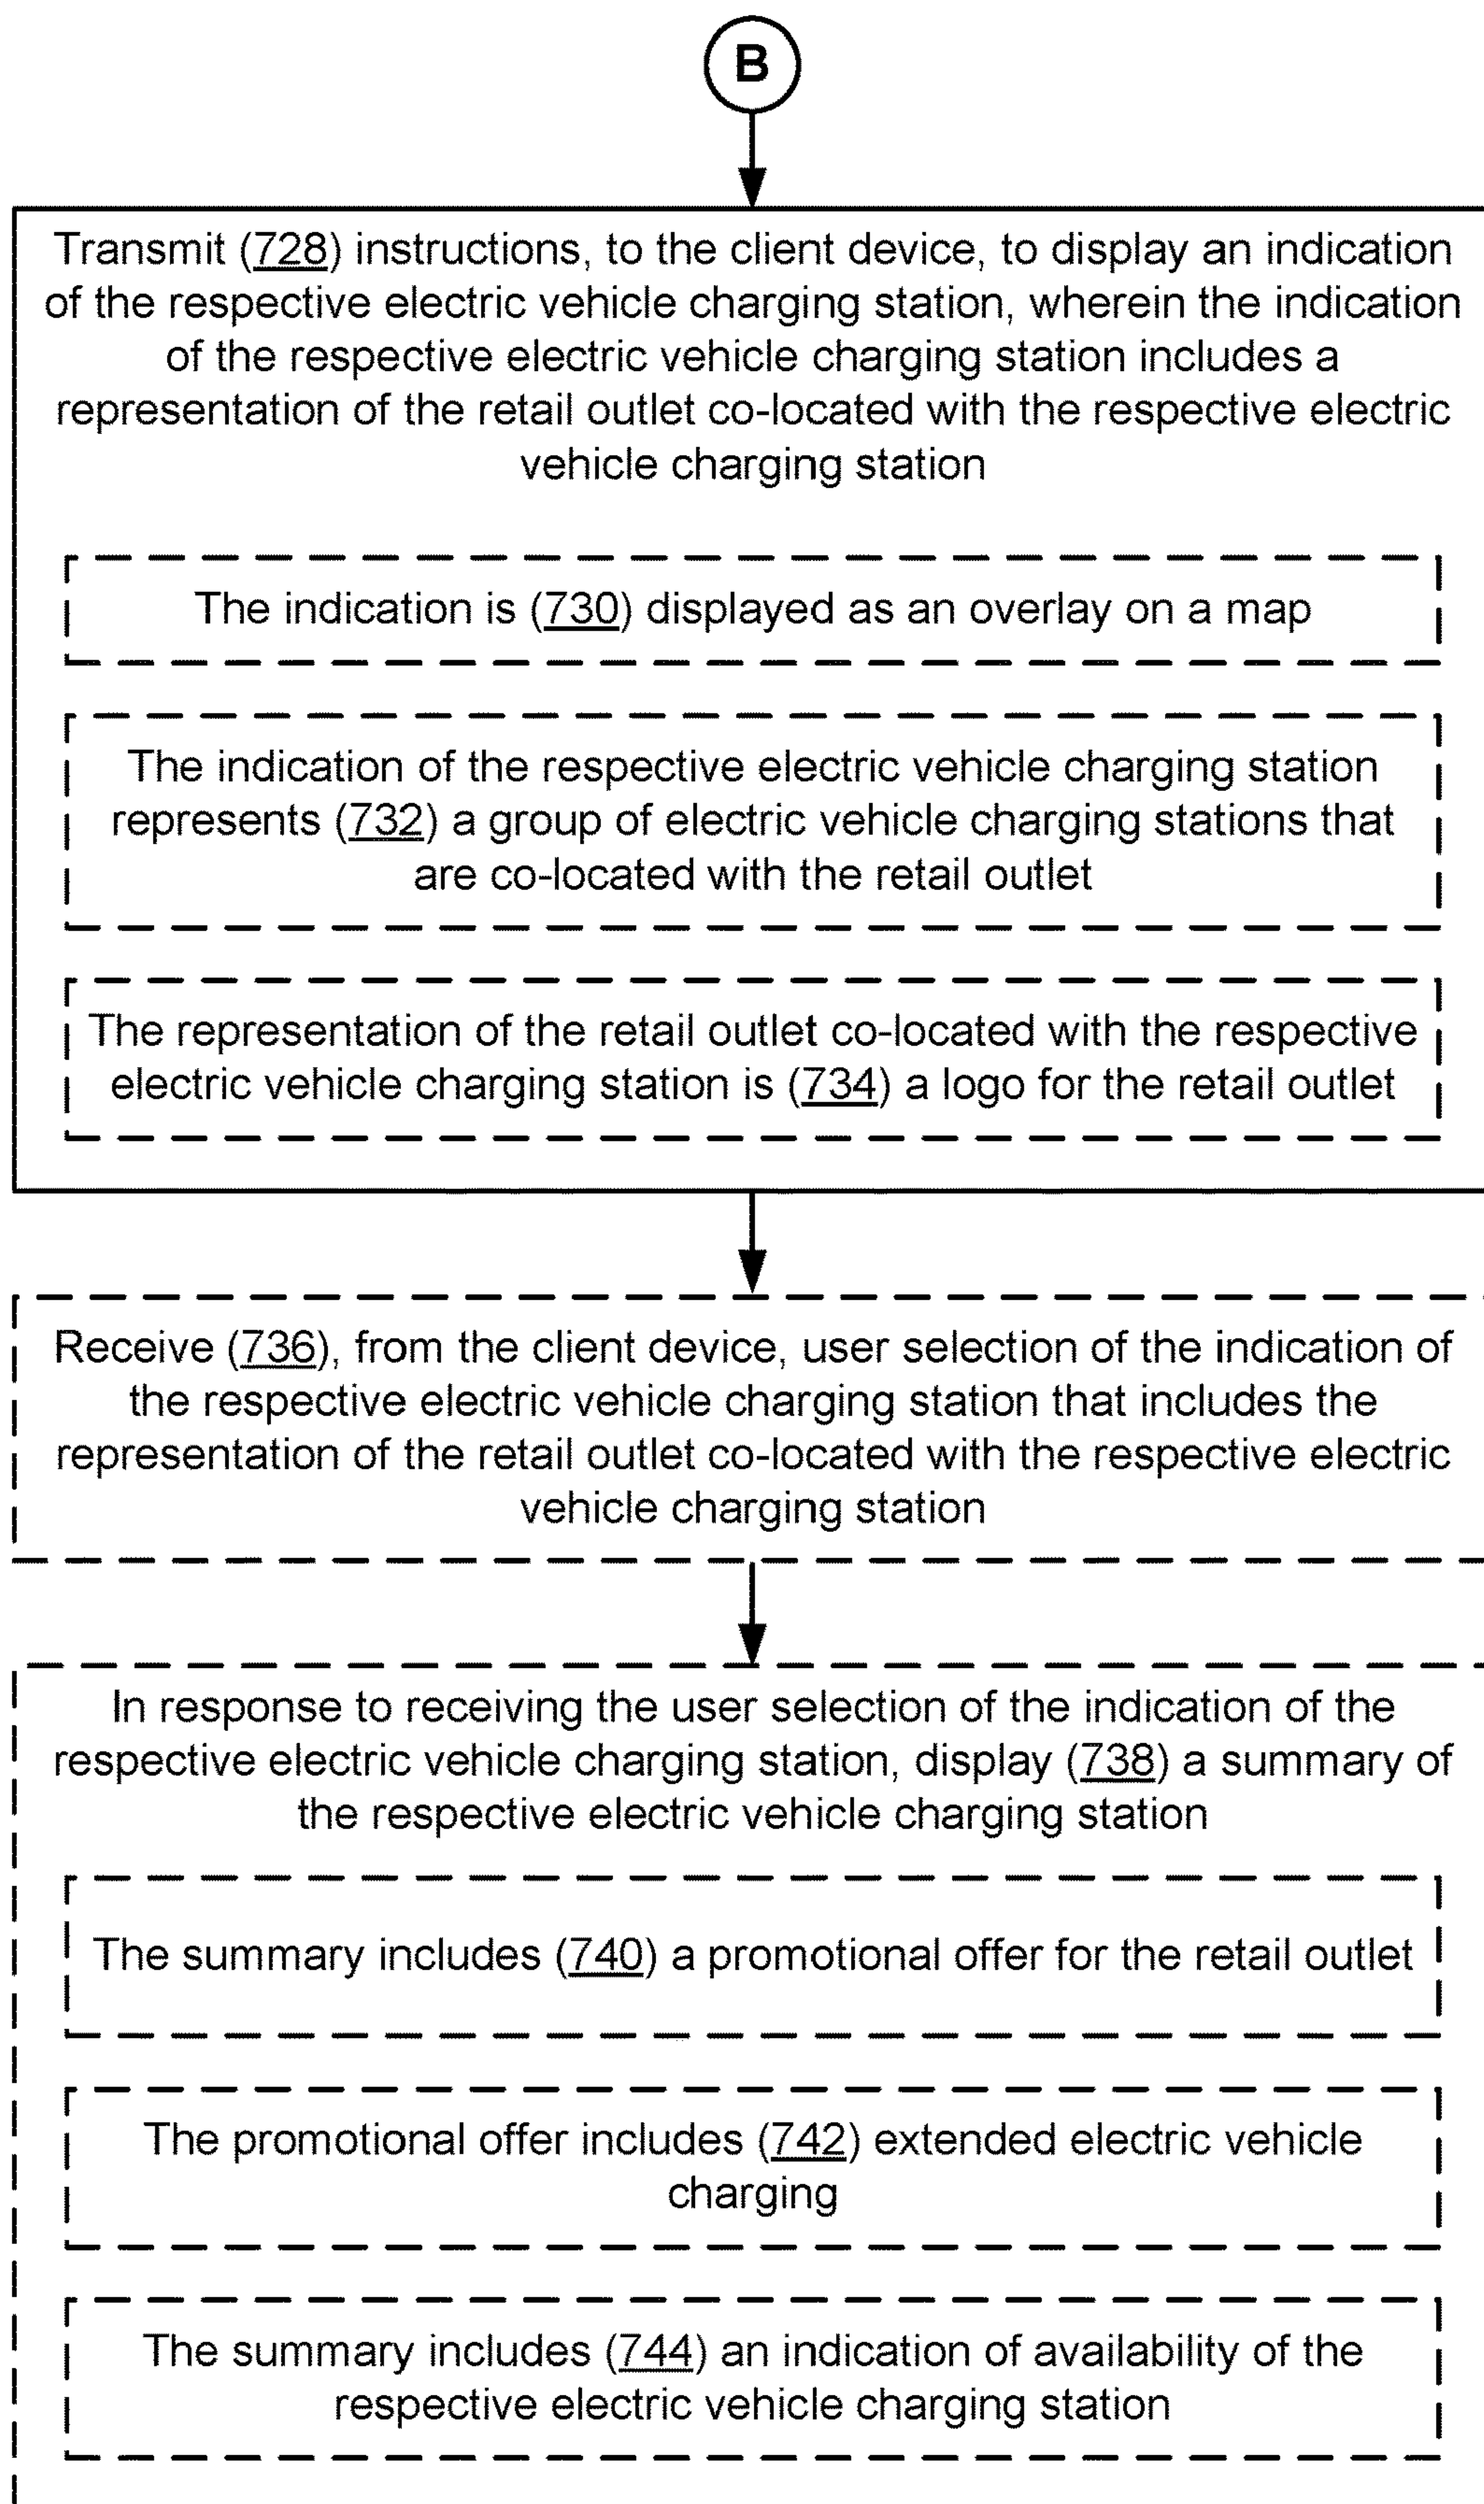 B
Transmit (728) instructions, to the client device, to display an indication
of the respective electric vehicle charging station, wherein the indication
of the respective electric vehicle charging station includes a
representation of the retail outlet co-located with the respective electric
vehicle charging station
The indication is (730) displayed as an overlay on a map
The indication of the respective electric vehicle charging station
represents (732) a group of electric vehicle charging stations that
are co-located with the retail outlet
The representation of the retail outlet co-located with the respective
electric vehicle charging station is (734) a logo for the retail outlet
Receive (736), from the client device, user selection of the indication of
the respective electric vehicle charging station that includes the
representation of the retail outlet co-located with the respective electric
vehicle charging station
In response to receiving the user selection of the indication of the
respective electric vehicle charging station, display (738) a summary of
the respective electric vehicle charging station
The summary includes (740) a promotional offer for the retail outlet
The promotional offer includes (742) extended electric vehicle
charging
The summary includes (744) an indication of availability of the
respective electric vehicle charging station